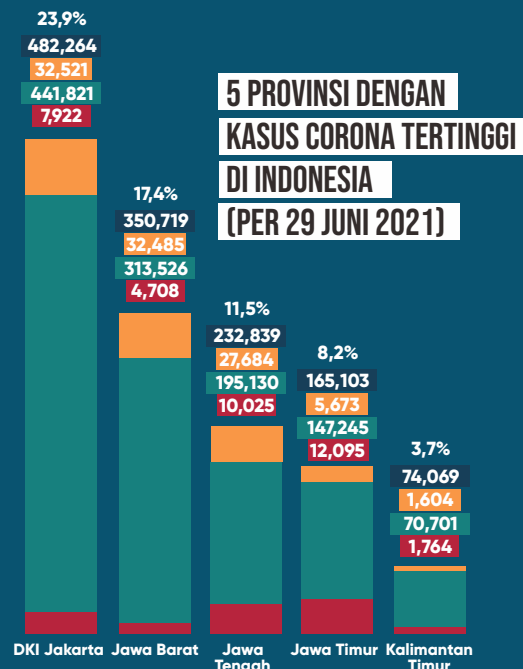 23,9%
482,264
32,521
441,821
7,922
5 PROVINSI DENGAN
KASUS CORONA TERTINGGI
DI INDONESIA
(PER 29 JUNI 2021)
17,4%
350,719
32,485
313,526
4,708
11,5%
232,839
27,684
195,130
10,025
8,2%
165,103
5,673
147,245
12,095
3,7%
74,069
1,604
70,701
1,764
DKI Jakarta
Jawa Barat
Jawa
Tengah
Jawa Timur
Kalimantan
Timur